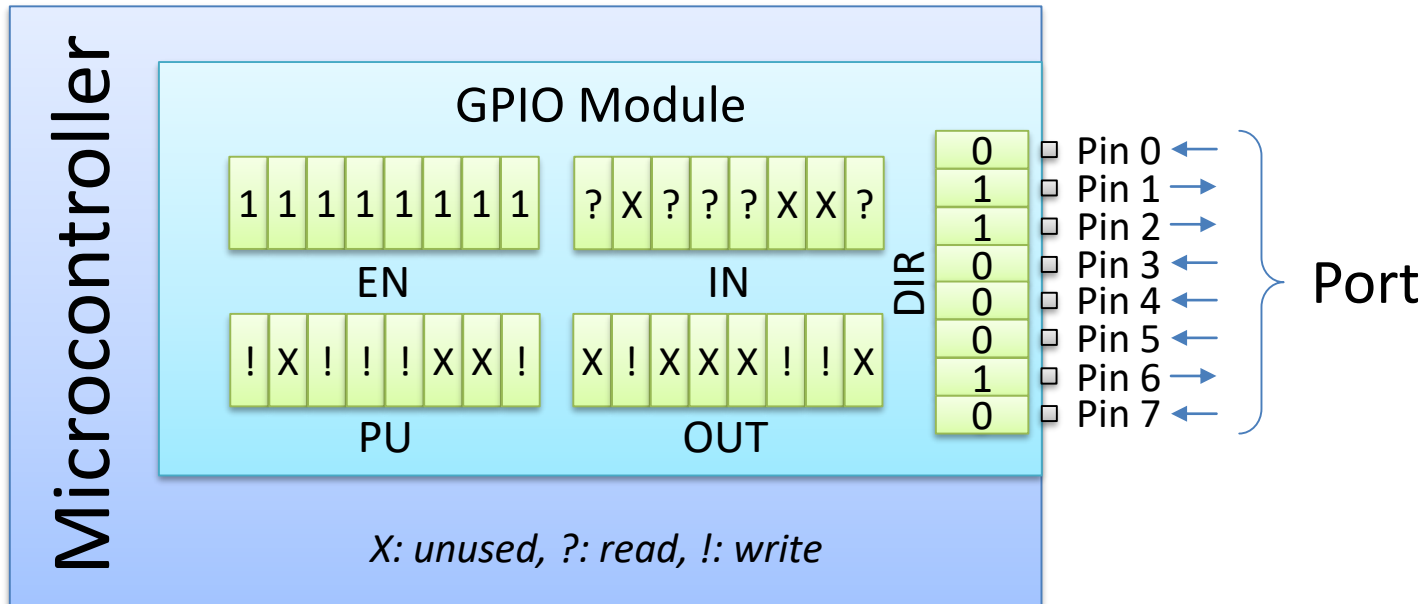 Microcontroller
GPIO Module
1 1 1 1 1 1 1 1
EN
? X ? ? ? X X ?
IN
! X ! ! ! X X !
PU
X ! X X X ! ! X
OUT
DIR
0 Pin 0
1 Pin 1
1 Pin 2
0 Pin 3
0 Pin 4
0 Pin 5
1 Pin 6
0 Pin 7
Port
X: unused, ?: read, !: write